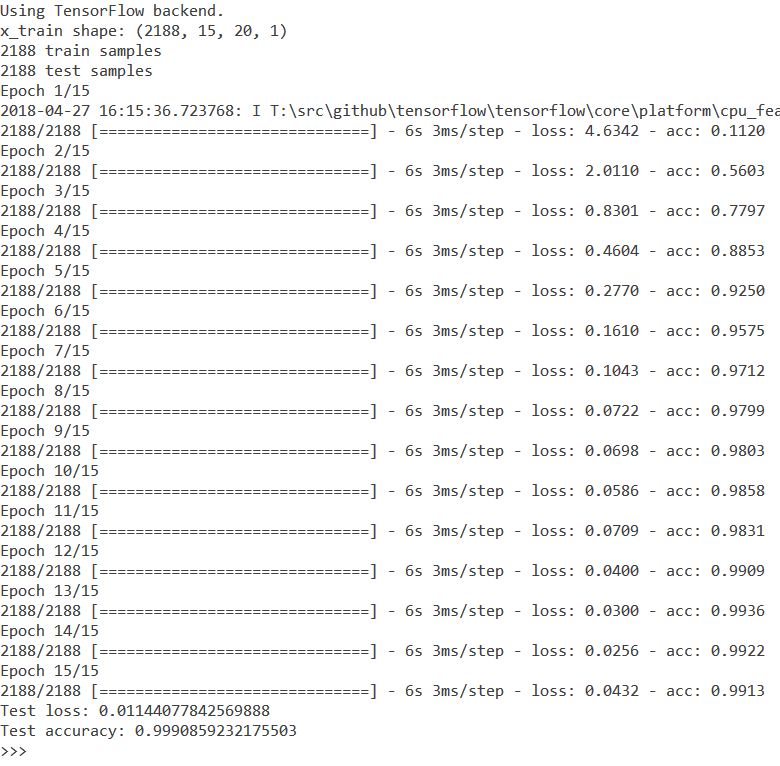 Using TensorFlow backend.
x_train shape: (2188, 15, 20, 1)
2188 train samples
2188 test samples
Epoch 1/15
2018-04-27 16:15:36.723768: I T:\src\github\tensorflow\tensorflow\core\platform\cpu_fea
2188/2188 [==============================] - 6s 3ms/step - loss: 4.6342 - acc: 0.1120
Epoch 2/15
2188/2188 [==============================] - 6s 3ms/step - loss: 2.0110 - acc: 0.5603
Epoch 3/15
2188/2188 [==============================] - 6s 3ms/step - loss: 0.8301 - acc: 0.7797
Epoch 4/15
2188/2188 [==============================] - 6s 3ms/step - loss: 0.4604 - acc: 0.8853
Epoch 5/15
2188/2188 [==============================] - 6s 3ms/step - loss: 0.2770 - acc: 0.9250
Epoch 6/15
2188/2188 [==============================] - 6s 3ms/step - loss: 0.1610 - acc: 0.9575
Epoch 7/15
2188/2188 [==============================] - 6s 3ms/step - loss: 0.1043 - acc: 0.9712
Epoch 8/15
2188/2188 [==============================] - 6s 3ms/step - loss: 0.0722 - acc: 0.9799
Epoch 9/15
2188/2188 [==============================] - 6s 3ms/step - loss: 0.0698 - acc: 0.9803
Epoch 10/15
2188/2188 [==============================] - 6s 3ms/step - loss: 0.0586 - acc: 0.9858
Epoch 11/15
2188/2188 [==============================] - 6s 3ms/step - loss: 0.0709 - acc: 0.9831
Epoch 12/15
2188/2188 [==============================] - 6s 3ms/step - loss: 0.0400 - acc: 0.9909
Epoch 13/15
2188/2188 [==============================] - 6s 3ms/step - loss: 0.0300 - acc: 0.9936
Epoch 14/15
2188/2188 [==============================] - 6s 3ms/step - loss: 0.0256 - acc: 0.9922
Epoch 15/15
2188/2188 [==============================] - 6s 3ms/step - loss: 0.0432 - acc: 0.9913
Test loss: 0.01144077842569888
Test accuracy: 0.9990859232175503
>>>